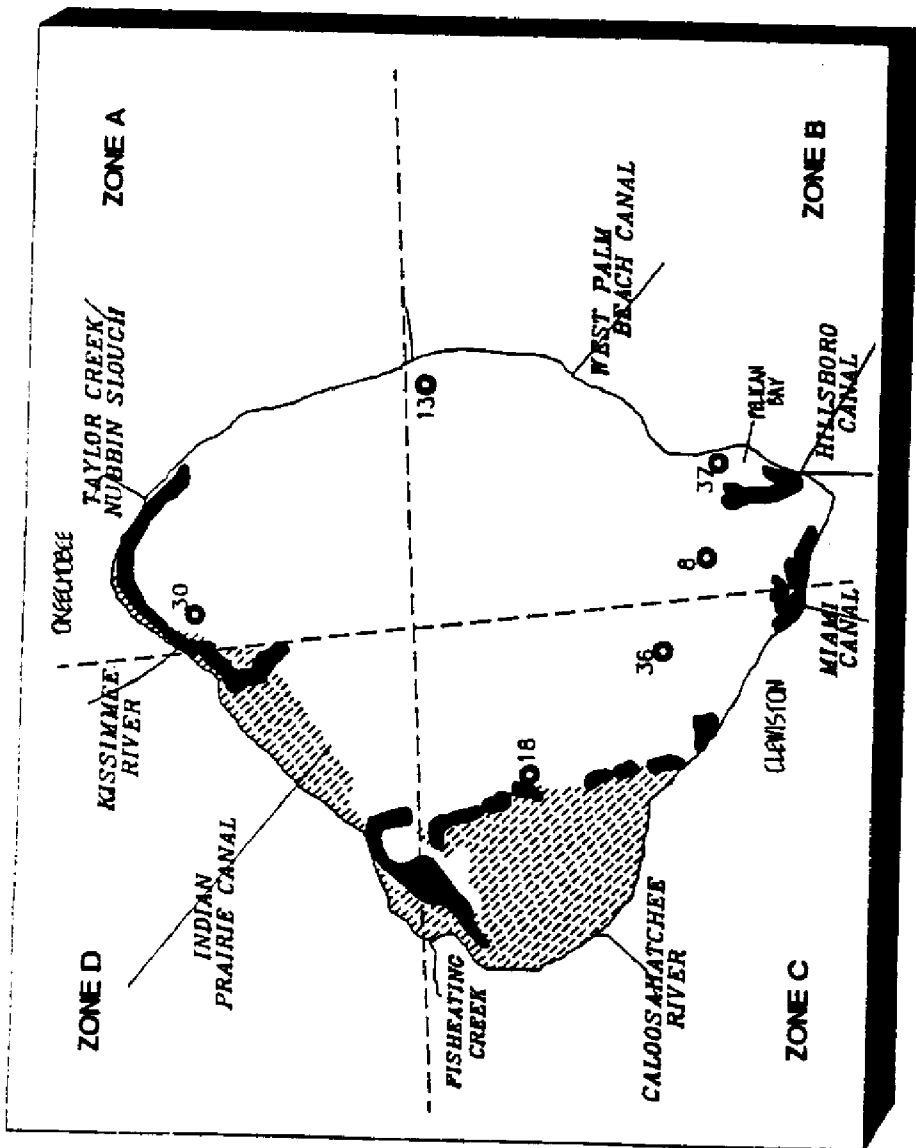 ZONE A
ZONE B
TAYLOR CREEK
NUBBIN SLOUCH
WEST PALM
BEACH CANAL
OKEECHOBEE
13
30
PELICAN
BAY
37
HILLSBORO
CANAL
8
KISSIMMEE
RIVER
36
MIAMI
CANAL
CLEWISTON
18
INDIAN
PRAIRIE CANAL
ZONE D
FISHEATING
CREEK
CALOOSAHATCHEE
RIVER
ZONE C